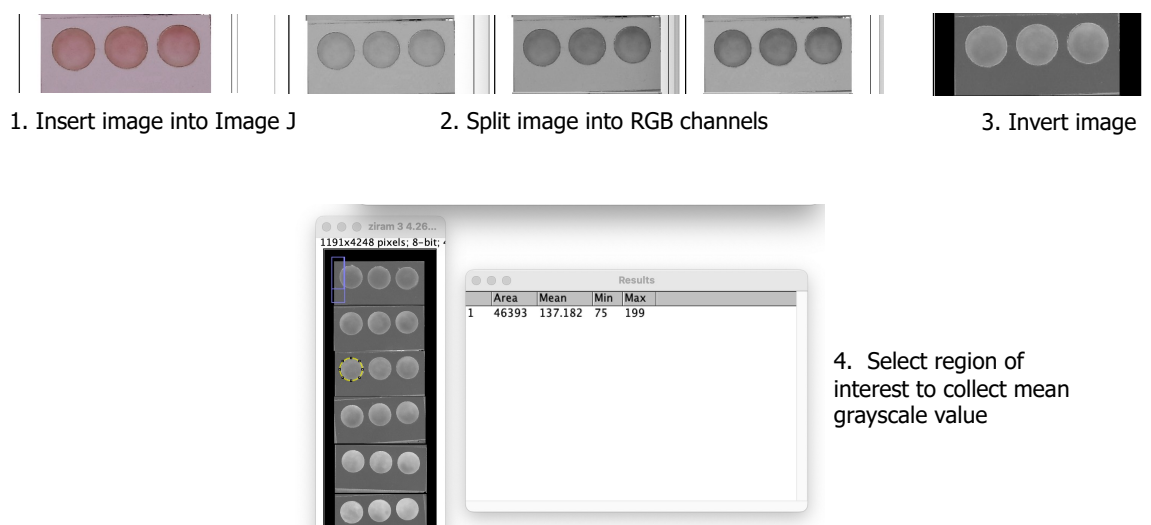 1. Insert image into Image J
2. Split image into RGB channels
3. Invert image
ziram 3 4.26...
1191x4248 pixels; 8-bit;
Results
Area Mean Min Max
1 46393 137.182 75 199
4. Select region of
interest to collect mean
grayscale value